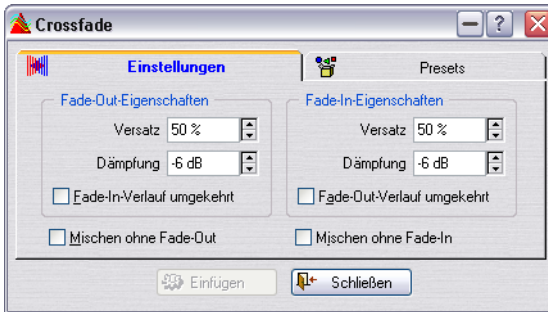 Crossfade
Einstellungen
Presets
Fade-Out-Eigenschaften
Versatz 50 %
Dämpfung -6 dB
Fade-In-Verlauf umgekehrt
Mischen ohne Fade-Out
Fade-In-Eigenschaften
Versatz 50 %
Dämpfung -6 dB
Fade-Out-Verlauf umgekehrt
Mischen ohne Fade-In
Einfügen
Schließen